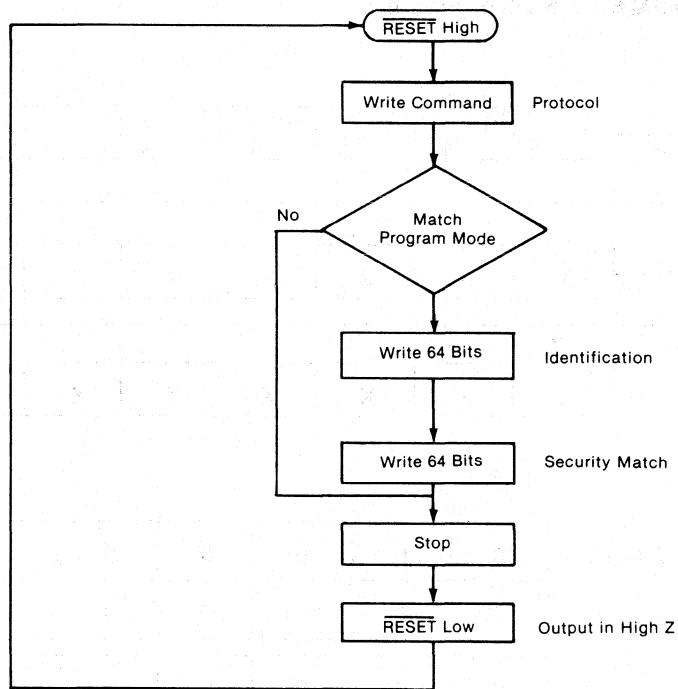 RESET High
Write Command
Protocol
Match
Program Mode
No
Write 64 Bits
Identification
Write 64 Bits
Security Match
Stop
RESET Low
Output in High Z